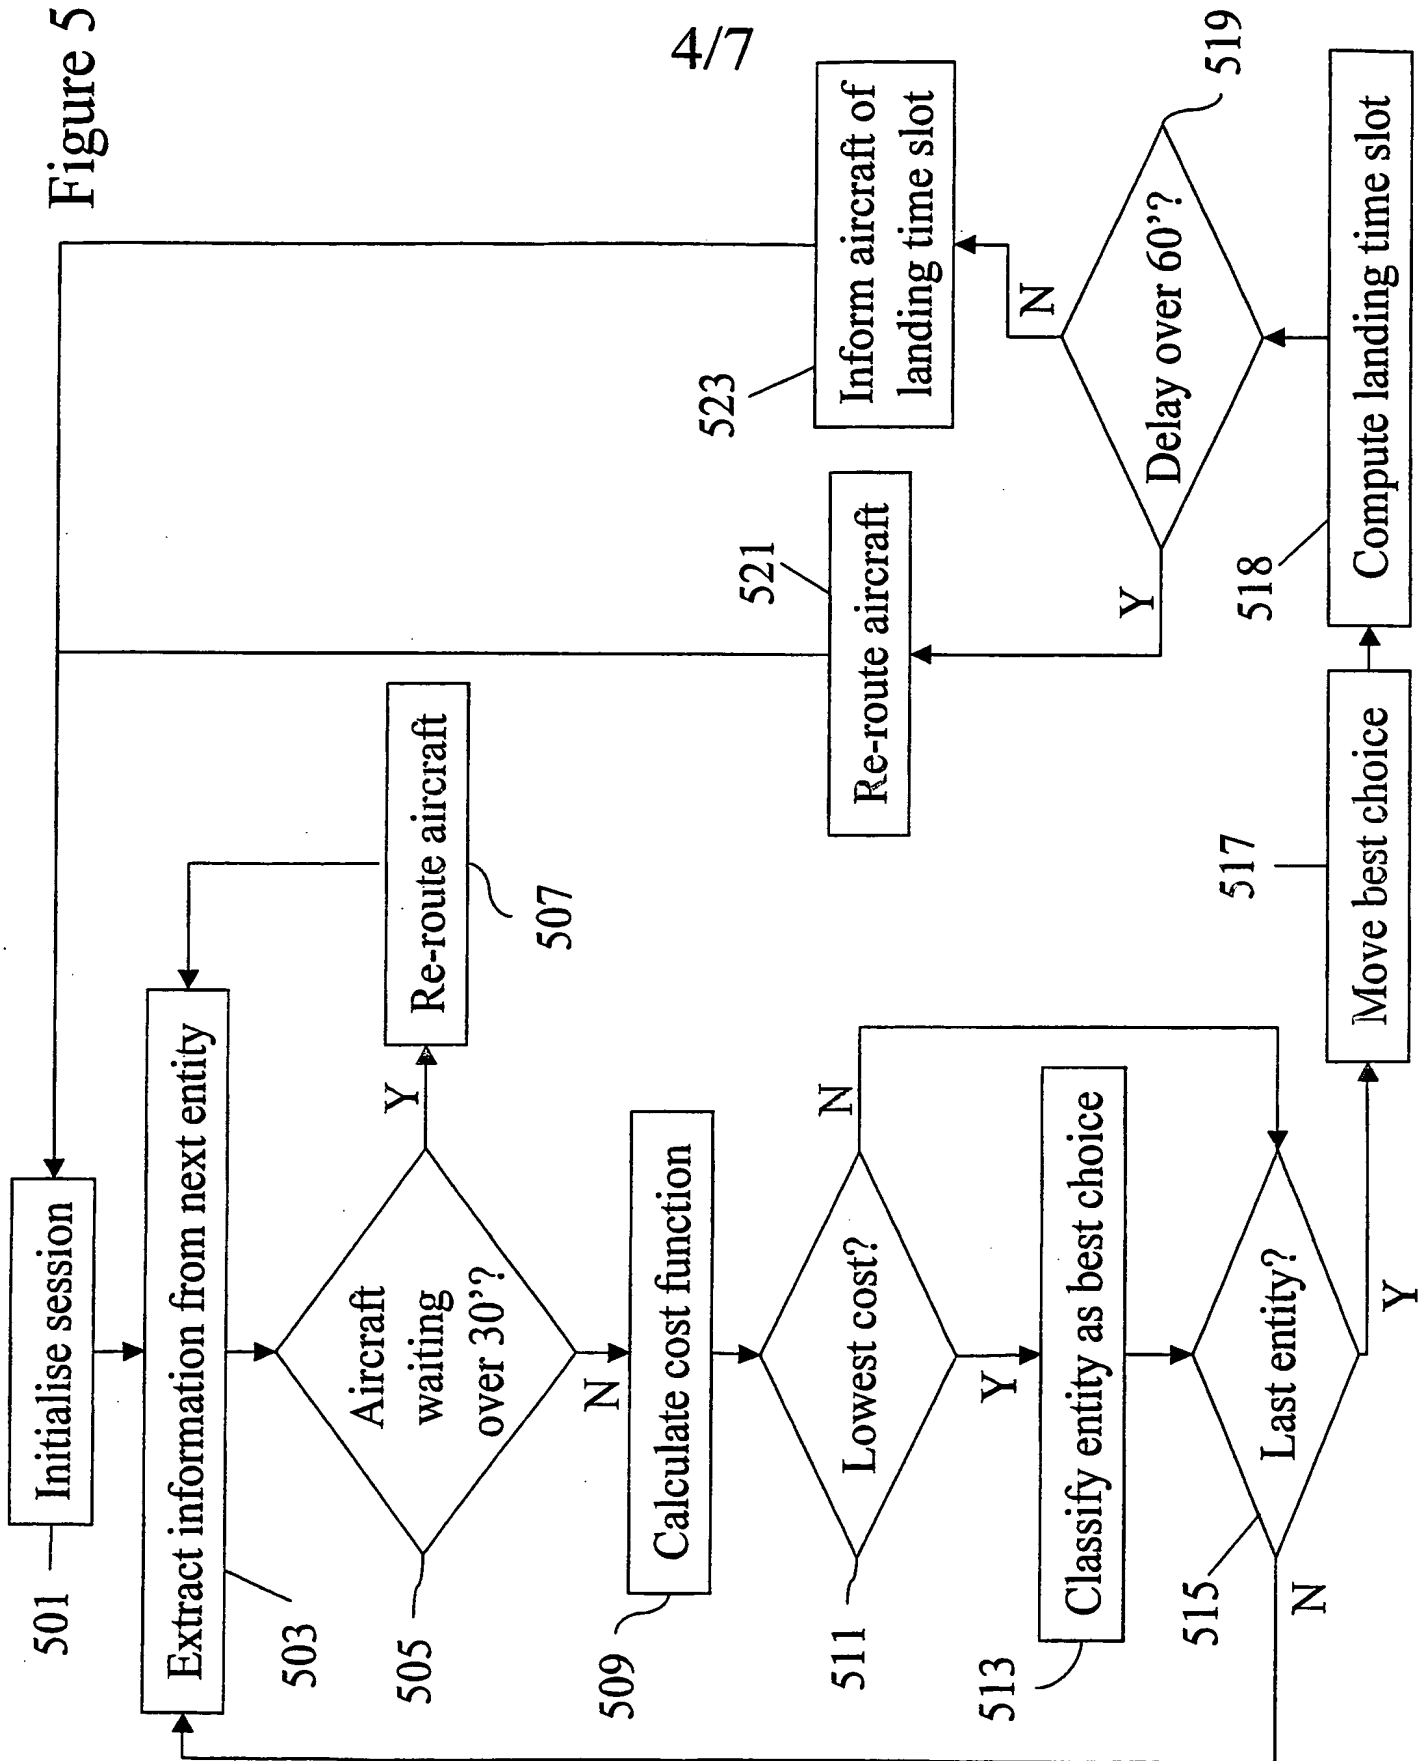 4/7
Figure 5
501
Initialise session
Extract information from next entity
503
Aircraft
waiting
over 30'?
505
Y
Re-route aircraft
507
N
Calculate cost function
509
Lowest cost?
511
N
Y
Classify entity as best choice
513
Last entity?
515
N
Y
Move best choice
517
Compute landing time slot
518
Delay over 60'?
519
Y
Re-route aircraft
521
N
Inform aircraft of
landing time slot
523